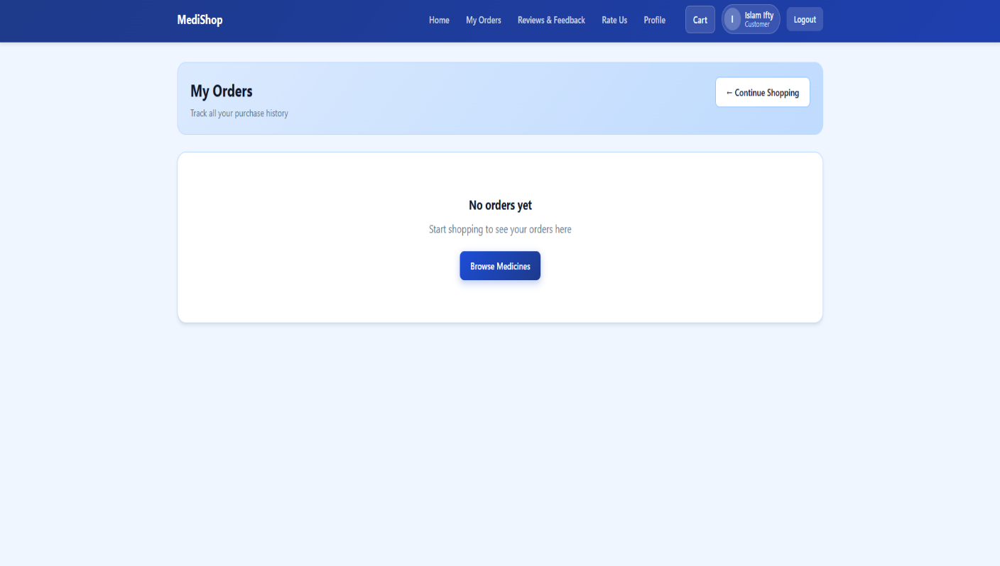 MediShop
Home
My Orders
Reviews & Feedback
Rate Us
Profile
Cart
I
Islam Ifty
Customer
Logout
My Orders
Track all your purchase history
← Continue Shopping
No orders yet
Start shopping to see your orders here
Browse Medicines